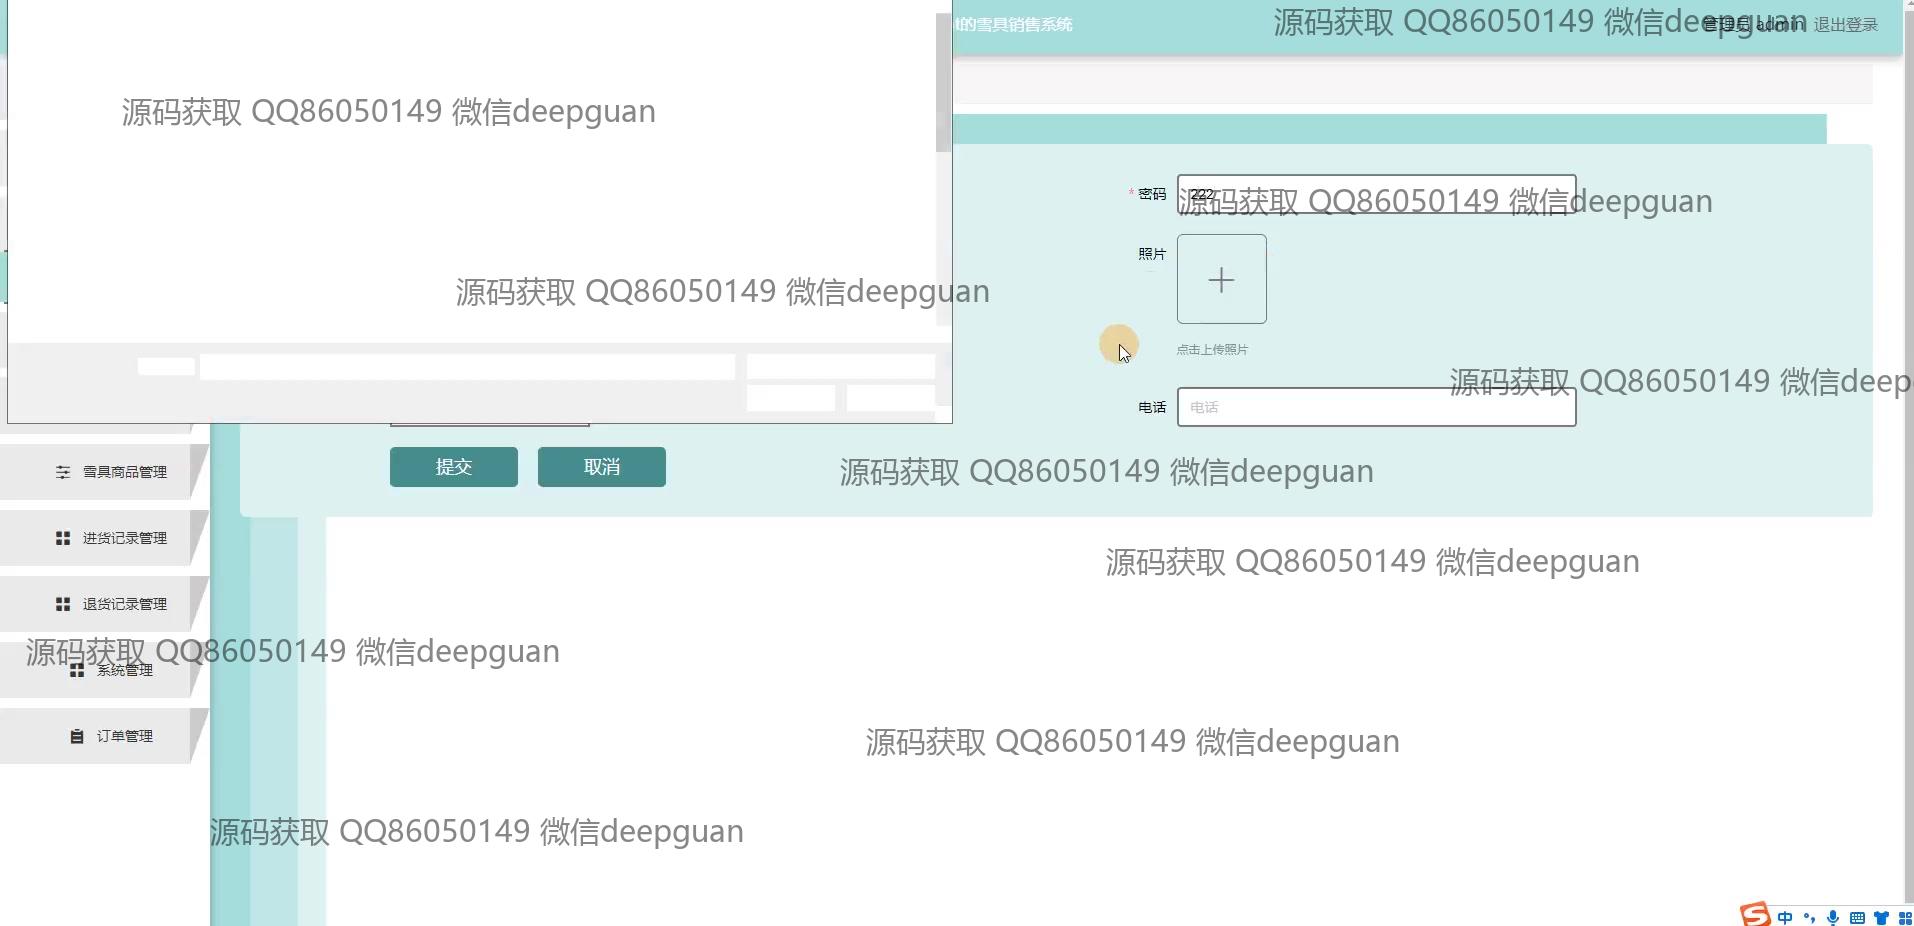 t的雪具销售系统
源码获取 QQ86050149 微信deepguan
管理员 admin
退出登录
源码获取 QQ86050149 微信deepguan
* 密码
222
源码获取 QQ86050149 微信deepguan
照片
源码获取 QQ86050149 微信deepguan
点击上传照片
源码获取 QQ86050149 微信deep
电话
电话
提交
取消
源码获取 QQ86050149 微信deepguan
雪具商品管理
进货记录管理
源码获取 QQ86050149 微信deepguan
退货记录管理
源码获取 QQ86050149 微信deepguan
系统管理
订单管理
源码获取 QQ86050149 微信deepguan
源码获取 QQ86050149 微信deepguan
中